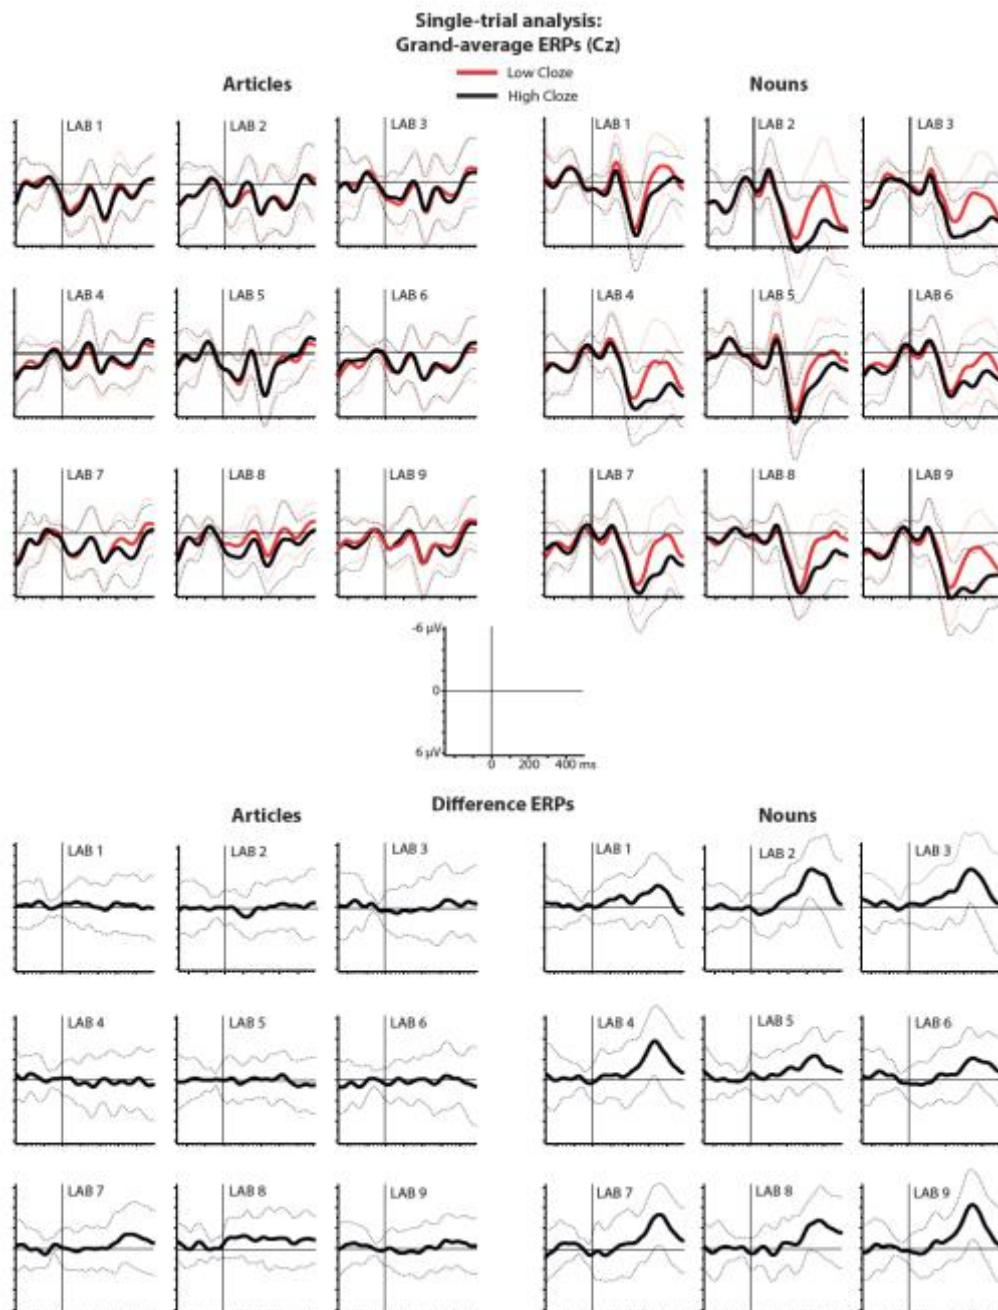 Single-trial analysis:
Grand-average ERPs (Cz)
Low Cloze
High Cloze
Articles
Nouns
LAB 1
LAB 2
LAB 3
LAB 1
LAB 2
LAB 3
LAB 4
LAB 5
LAB 6
LAB 4
LAB 5
LAB 6
LAB 7
LAB 8
LAB 9
LAB 7
LAB 8
LAB 9
-6 µV
0
6 µV
0 200 400 ms
Difference ERPs
Articles
Nouns
LAB 1
LAB 2
LAB 3
LAB 1
LAB 2
LAB 3
LAB 4
LAB 5
LAB 6
LAB 4
LAB 5
LAB 6
LAB 7
LAB 8
LAB 9
LAB 7
LAB 8
LAB 9